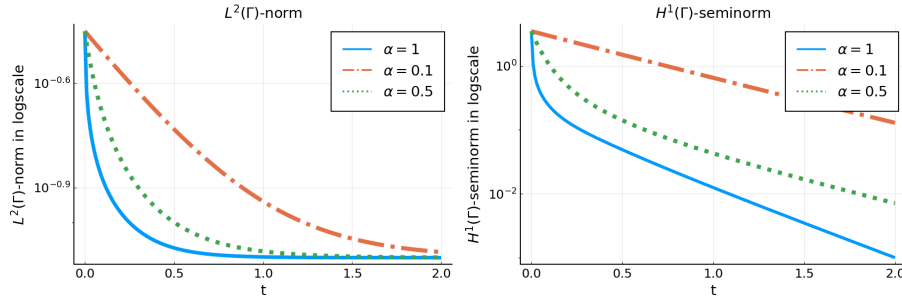 L²(Γ)-norm
L²(Γ)-norm in logscale
10⁻⁰·⁶
10⁻⁰·⁹
α = 1
α = 0.1
α = 0.5
0.0 0.5 1.0 1.5 2.0
t
H¹(Γ)-seminorm
H¹(Γ)-seminorm in logscale
10⁰
10⁻²
α = 1
α = 0.1
α = 0.5
0.0 0.5 1.0 1.5 2.0
t